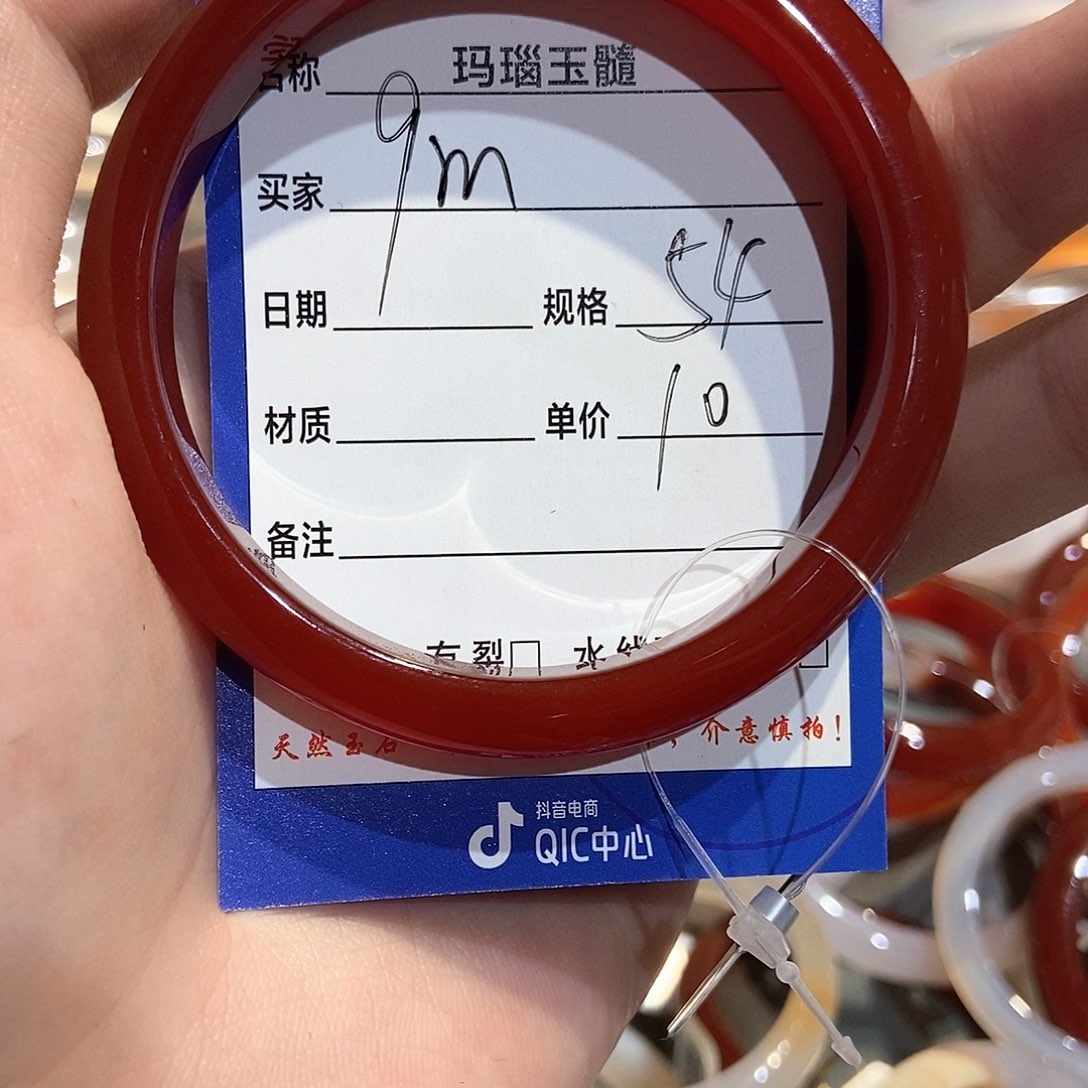 名称 玛瑙玉髓
买家 9m
日期 规格 54
材质 单价 10
备注
有裂□ 水线
天然玉石 , 介意慎拍!
抖音电商
QIC中心